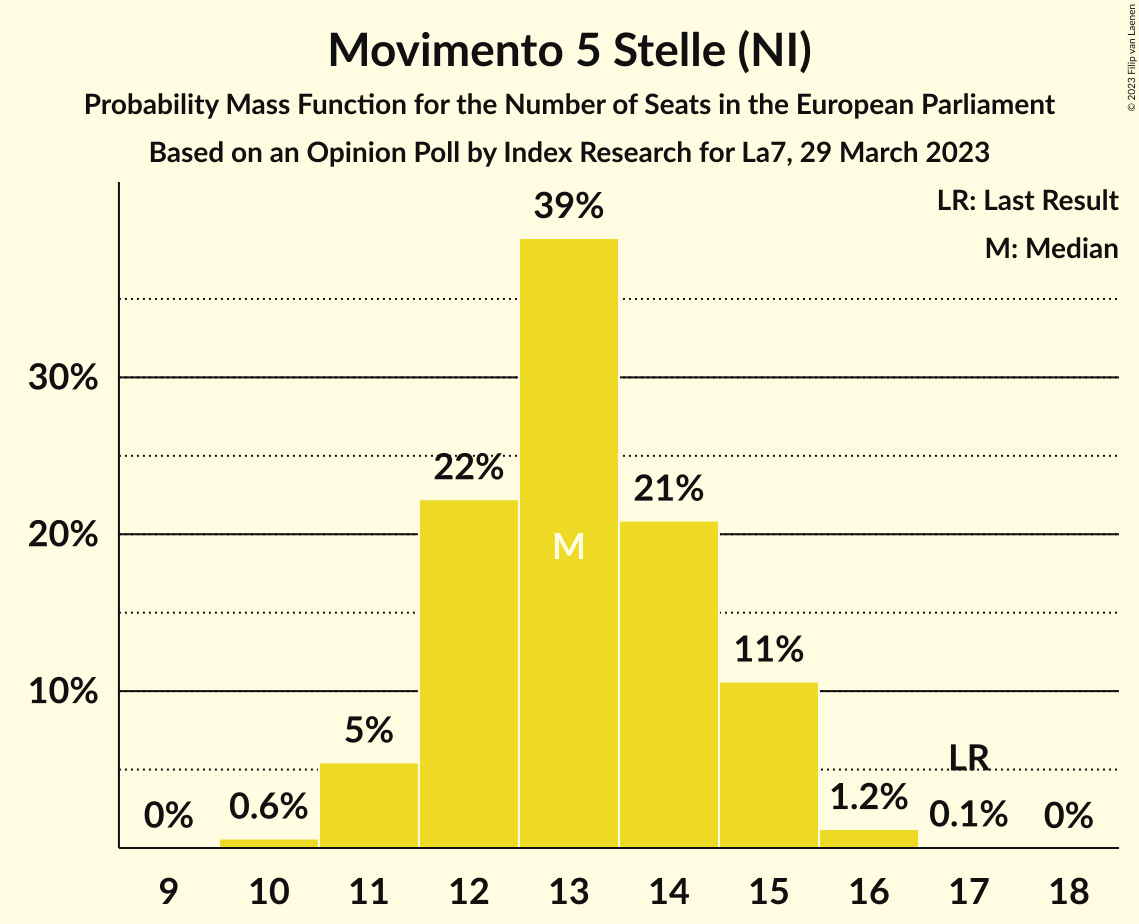 Movimento 5 Stelle (NI)
Probability Mass Function for the Number of Seats in the European Parliament
Based on an Opinion Poll by Index Research for La7, 29 March 2023
© 2023 Filip van Laenen
LR: Last Result
M: Median
39%
30%
22%
21%
20%
M
11%
10%
5%
LR
0%
0.6%
1.2%
0.1%
0%
9 10 11 12 13 14 15 16 17 18